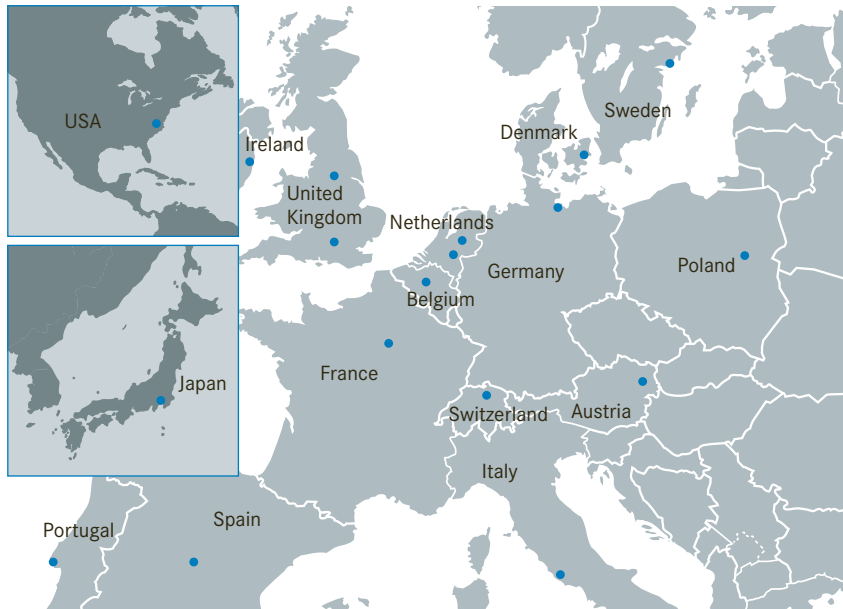 USA
Ireland
United
Kingdom
Japan
Sweden
Denmark
Netherlands
Germany
Poland
Belgium
France
Switzerland
Austria
Italy
Portugal
Spain